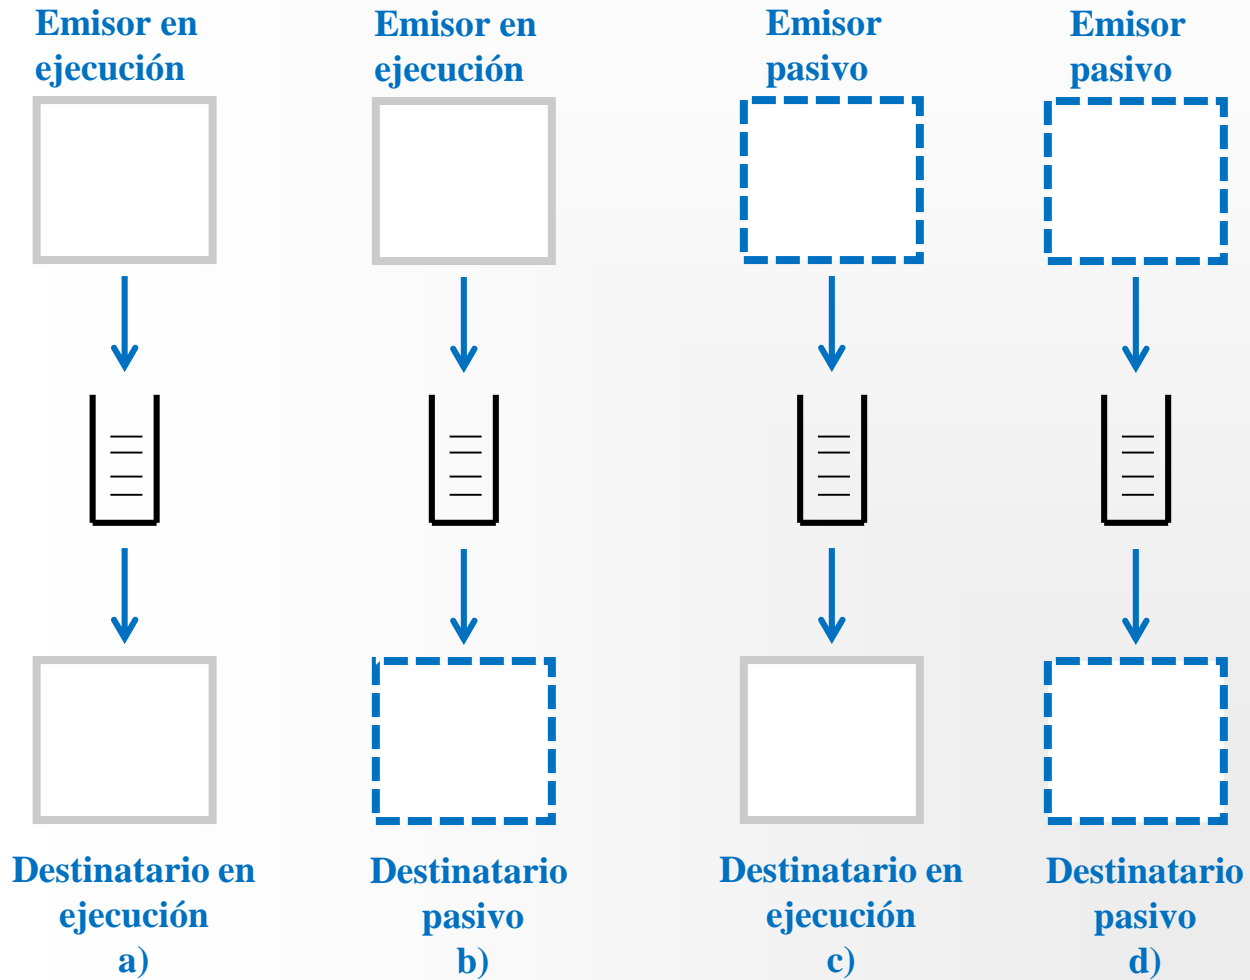 Emisor en
ejecución
Emisor en
ejecución
Emisor
pasivo
Emisor
pasivo
Destinatario en
ejecución
a)
Destinatario
pasivo
b)
Destinatario en
ejecución
c)
Destinatario
pasivo
d)